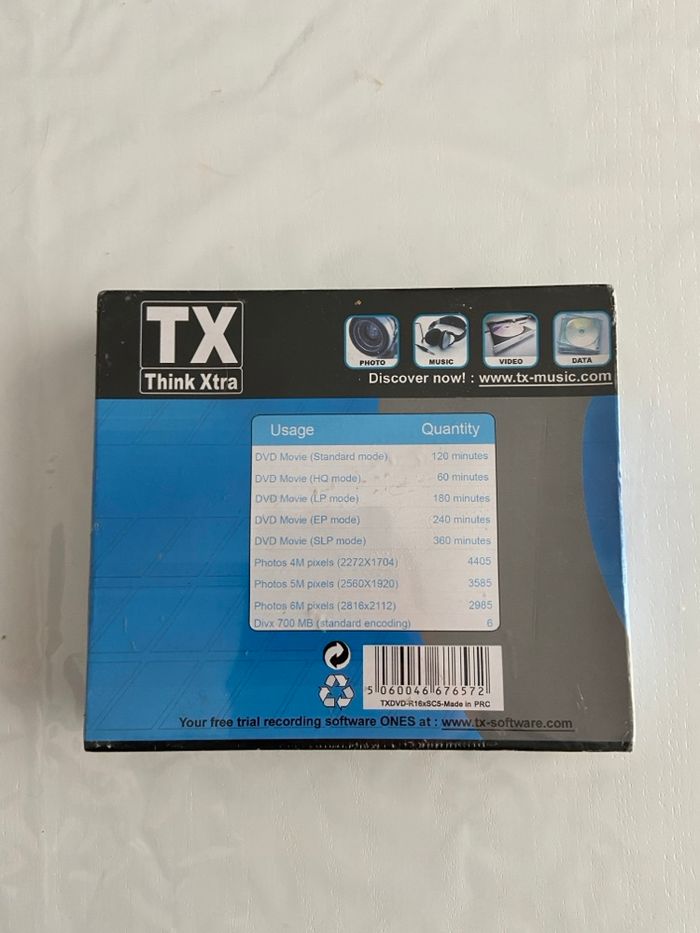 TX
Think Xtra
PHOTO MUSIC VIDEO DATA
Discover now! : www.tx-music.com
Usage Quantity
DVD Movie (Standard mode) 120 minutes
DVD Movie (HQ mode) 60 minutes
DVD Movie (LP mode) 180 minutes
DVD Movie (EP mode) 240 minutes
DVD Movie (SLP mode) 360 minutes
Photos 4M pixels (2272X1704) 4405
Photos 5M pixels (2560X1920) 3585
Photos 6M pixels (2816x2112) 2985
Divx 700 MB (standard encoding) 6
5 060046 676572
TXDVD-R16xSC5-Made in PRC
Your free trial recording software ONES at : www.tx-software.com